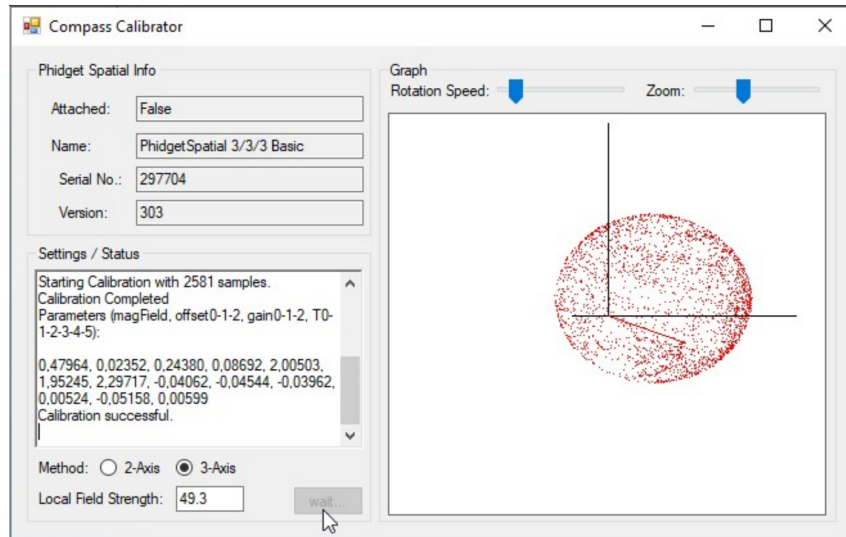 Compass Calibrator
Phidget Spatial Info
Attached: False
Name: PhidgetSpatial 3/3/3 Basic
Serial No.: 297704
Version: 303
Settings / Status
Starting Calibration with 2581 samples.
Calibration Completed
Parameters (magField, offset0-1-2, gain0-1-2, T0-
1-2-3-4-5):
0,47964, 0,02352, 0,24380, 0,08692, 2,00503,
1,95245, 2,29717, -0,04062, -0,04544, -0,03962,
0,00524, -0,05158, 0,00599
Calibration successful.
Method: 2-Axis 3-Axis
Local Field Strength: 49.3
wait...
Graph
Rotation Speed: Zoom: